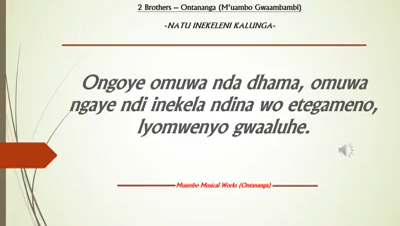 2 Brothers – Ontananga (M'uambo Gwaambambi)
-NATU INEKELENI KALUNGA-
Ongoye omuwa nda dhama, omuwa
ngaye ndi inekela ndina wo etegameno,
Iyomwenyo gwaaluhe.
Muambo Musical Works (Ontananga)